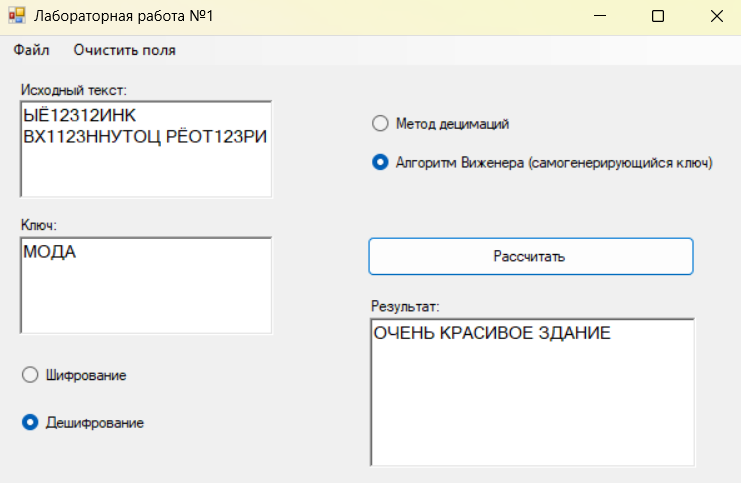 Лабораторная работа №1
Файл Очистить поля
Исходный текст:
ЫЁ12312ИНК
ВХ1123ННУТОЦ РЁОТ123РИ
Метод децимаций
Алгоритм Виженера (самогенерирующийся ключ)
Ключ:
МОДА
Рассчитать
Результат:
ОЧЕНЬ КРАСИВОЕ ЗДАНИЕ
Шифрование
Дешифрование